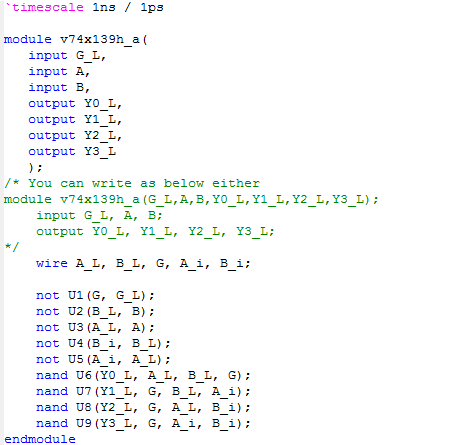 `timescale 1ns / 1ps
module v74x139h_a(
input G_L,
input A,
input B,
output Y0_L,
output Y1_L,
output Y2_L,
output Y3_L
);
/* You can write as below either
module v74x139h_a(G_L,A,B,Y0_L,Y1_L,Y2_L,Y3_L);
input G_L, A, B;
output Y0_L, Y1_L, Y2_L, Y3_L;
*/
wire A_L, B_L, G, A_i, B_i;
not U1(G, G_L);
not U2(B_L, B);
not U3(A_L, A);
not U4(B_i, B_L);
not U5(A_i, A_L);
nand U6(Y0_L, A_L, B_L, G);
nand U7(Y1_L, G, B_L, A_i);
nand U8(Y2_L, G, A_L, B_i);
nand U9(Y3_L, G, A_i, B_i);
endmodule